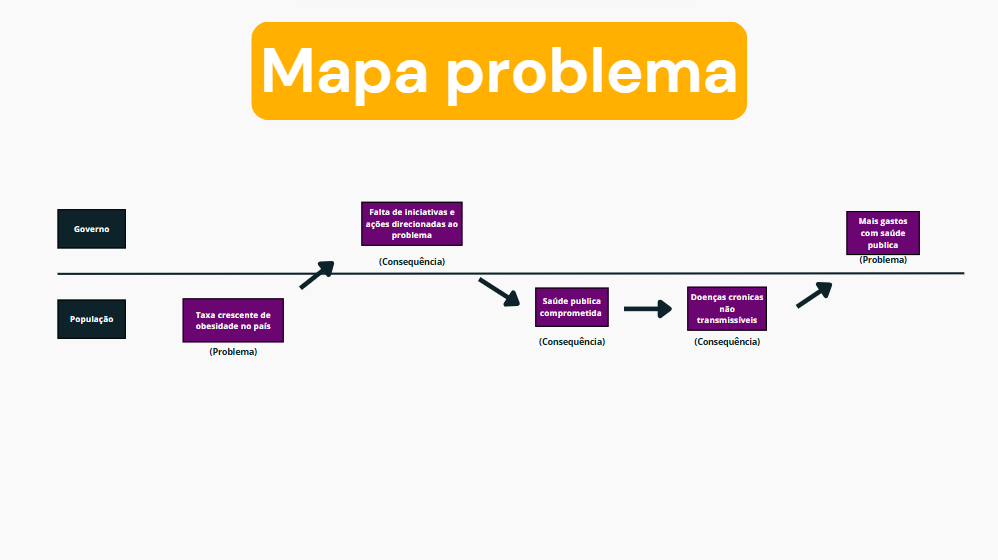 Mapa problema
Governo
Falta de iniciativas e
ações direcionadas ao
problema
(Consequência)
Mais gastos
com saúde
publica
(Problema)
População
Taxa crescente de
obesidade no país
(Problema)
Saúde publica
comprometida
(Consequência)
Doenças cronicas
não
transmissíveis
(Consequência)